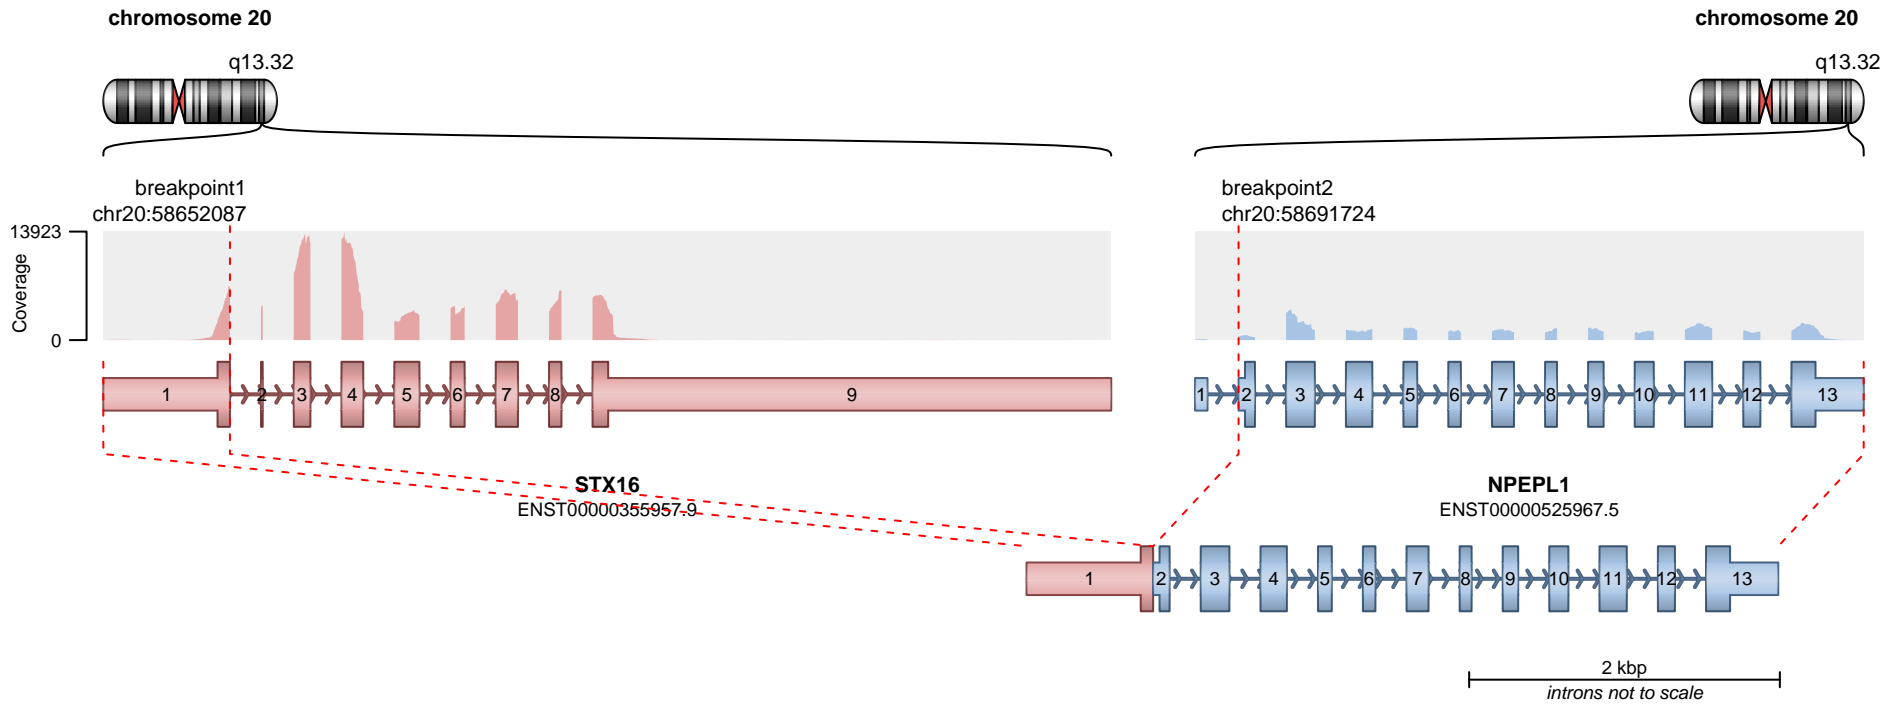 chromosome 20
chromosome 20
q13.32
q13.32
breakpoint1
chr20:58652087
breakpoint2
chr20:58691724
13923
Coverage
0
1 2 3 4 5 6 7 8 9
1 2 3 4 5 6 7 8 9 10 11 12 13
STX16
ENST00000355957.9
NPEPL1
ENST00000525967.5
1 2 3 4 5 6 7 8 9 10 11 12 13
2 kbp
introns not to scale